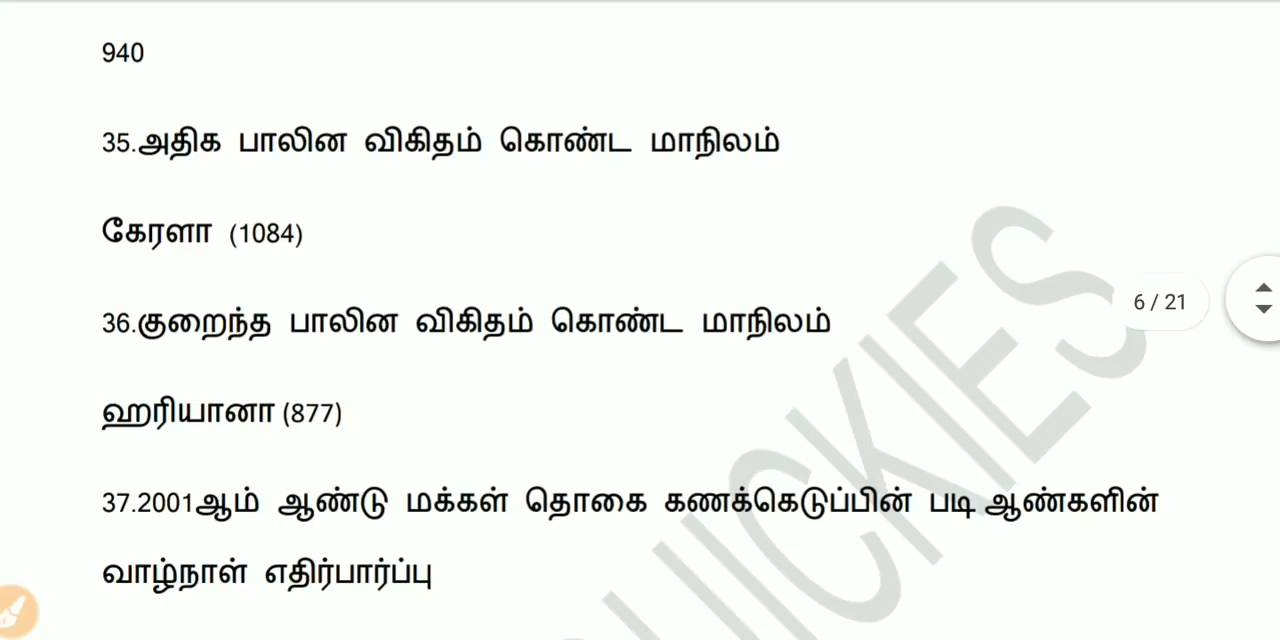 940
35.அதிக பாலின விகிதம் கொண்ட மாநிலம்
கேரளா (1084)
36.குறைந்த பாலின விகிதம் கொண்ட மாநிலம்
6 / 21
ஹரியானா (877)
37.2001ஆம் ஆண்டு மக்கள் தொகை கணக்கெடுப்பின் படி ஆண்களின்
வாழ்நாள் எதிர்பார்ப்பு